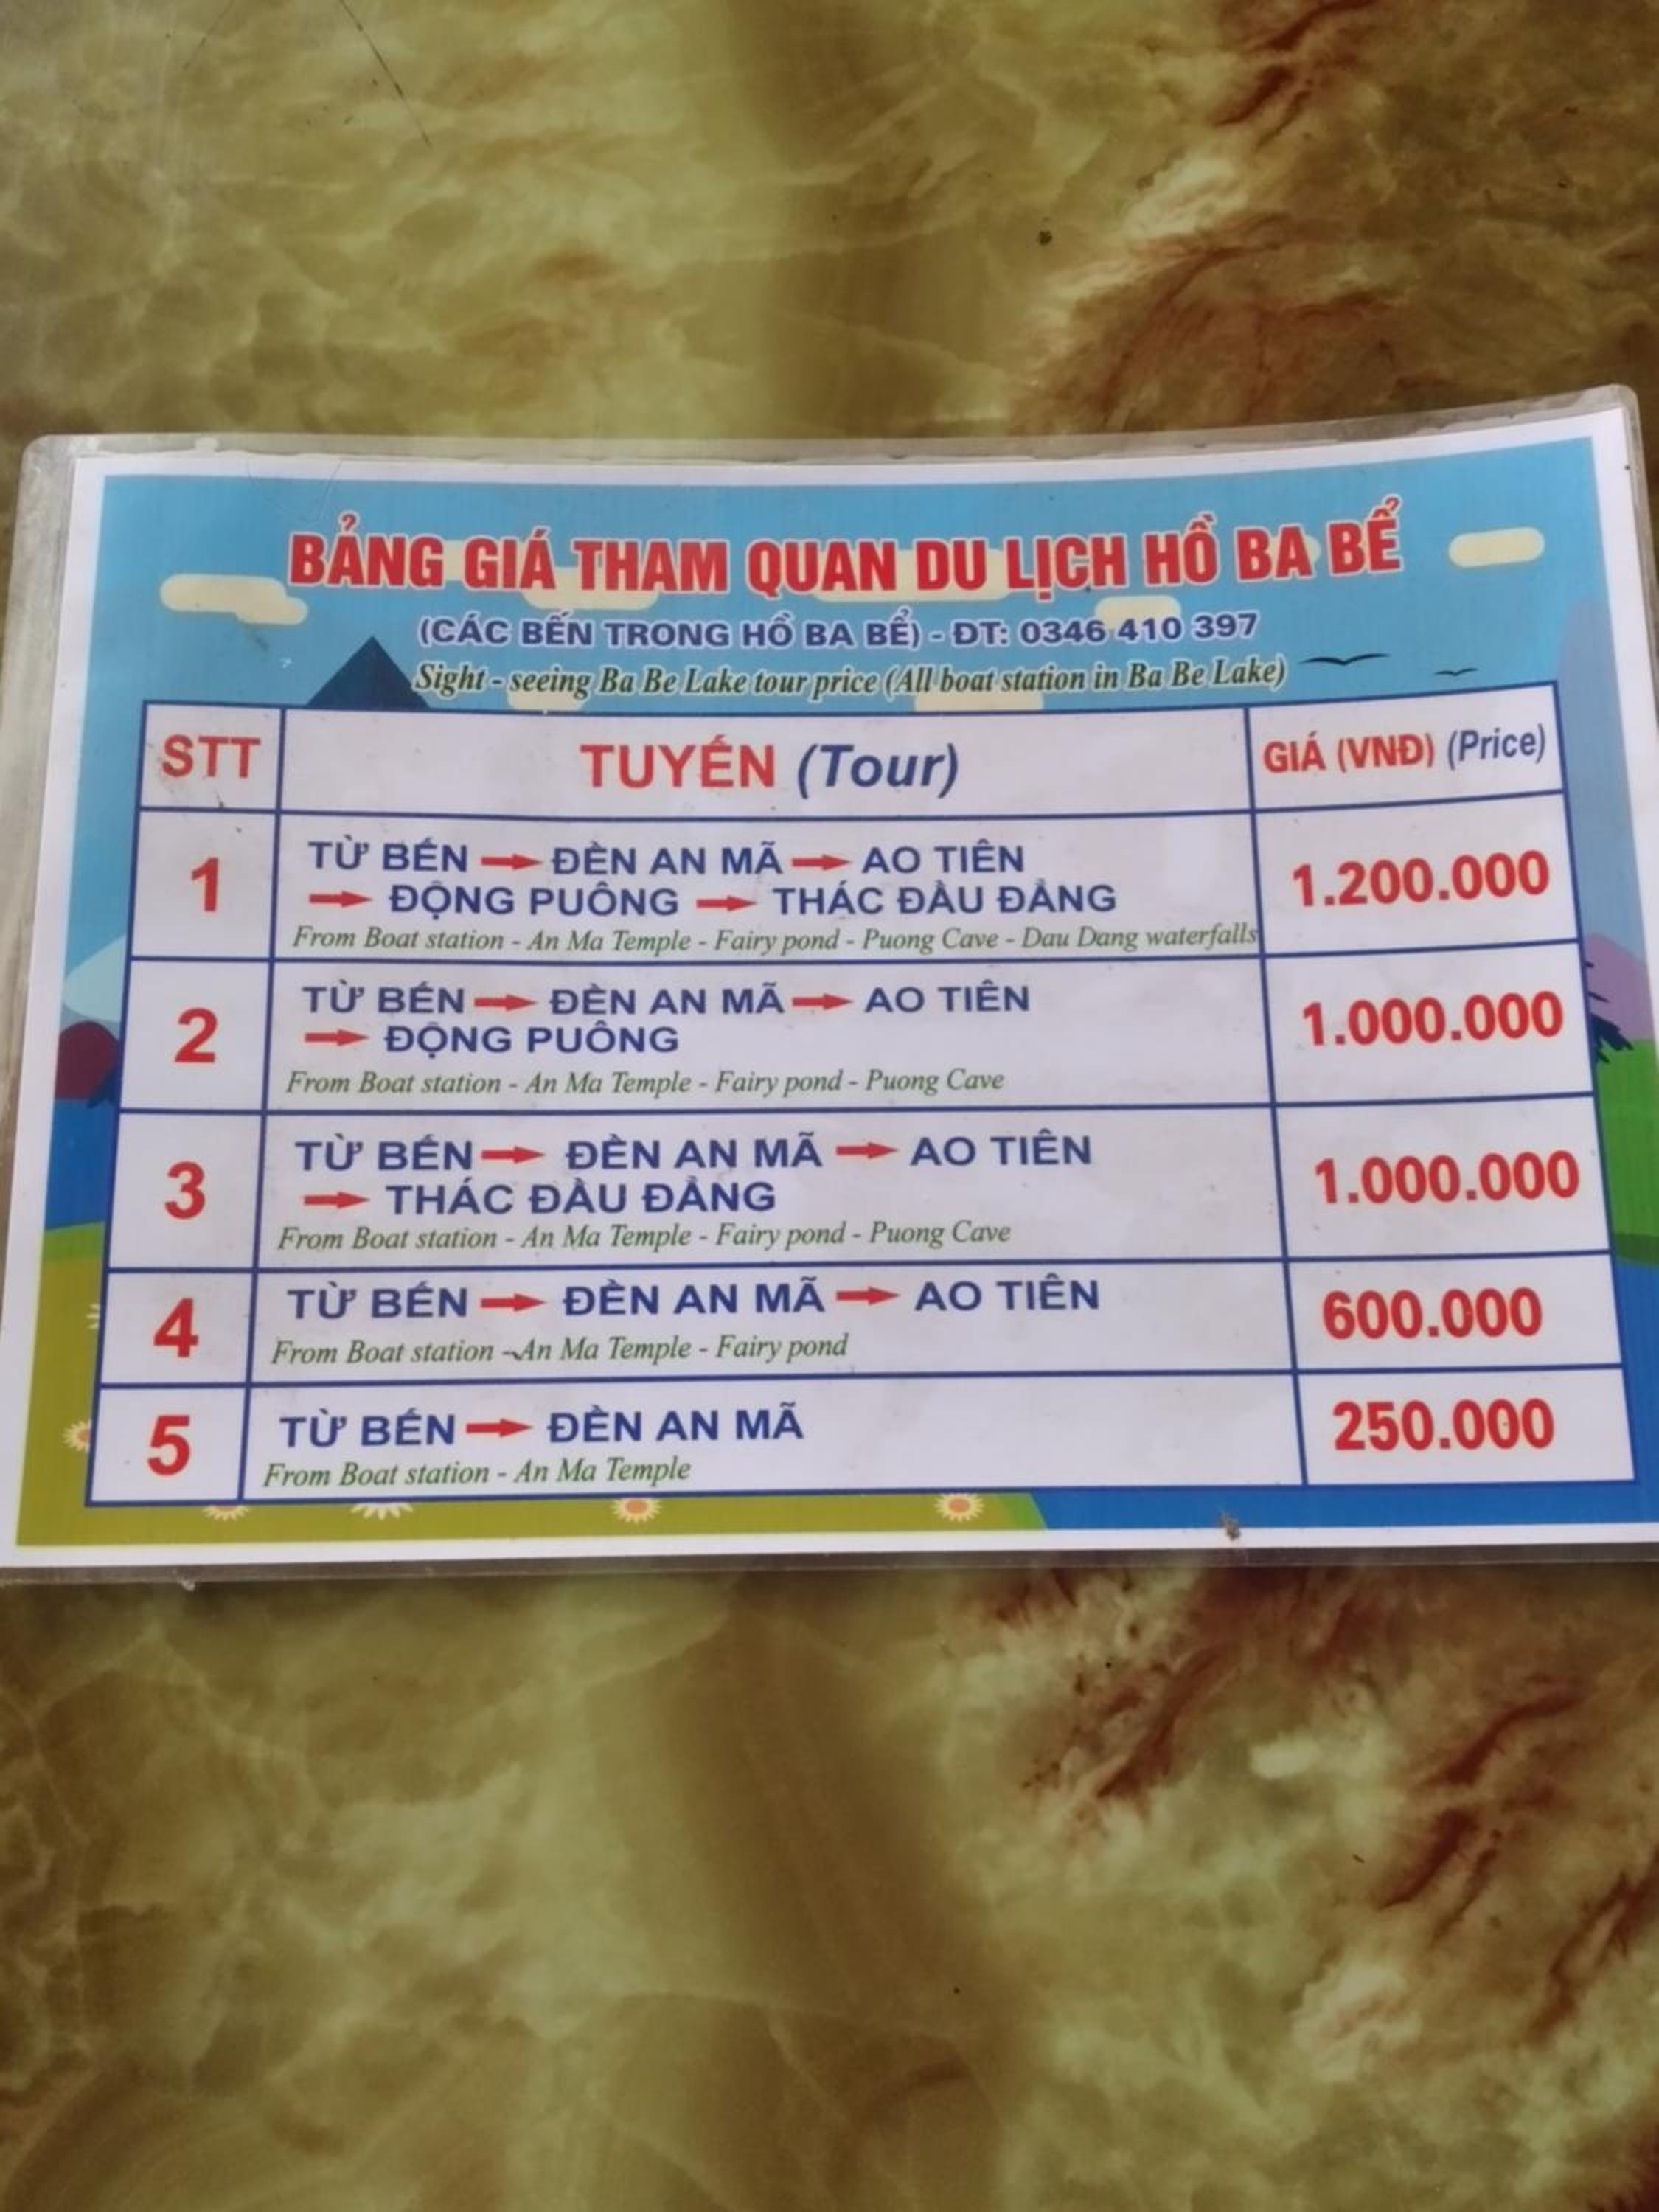 BẢNG GIÁ THAM QUAN DU LỊCH HỒ BA BỂ
(CÁC BẾN TRONG HỒ BA BỂ) - ĐT: 0346 410 397
Sight - seeing Ba Be Lake tour price (All boat station in Ba Be Lake)
STT TUYẾN (Tour) GIÁ (VNĐ) (Price)
1 TỪ BẾN → ĐỀN AN MÃ → AO TIÊN
→ ĐỘNG PUÔNG → THÁC ĐẦU ĐẲNG 1.200.000
From Boat station - An Ma Temple - Fairy pond - Puong Cave - Dau Dang waterfalls
2 TỪ BẾN → ĐỀN AN MÃ → AO TIÊN
→ ĐỘNG PUÔNG 1.000.000
From Boat station - An Ma Temple - Fairy pond - Puong Cave
3 TỪ BẾN → ĐỀN AN MÃ → AO TIÊN
→ THÁC ĐẦU ĐẲNG 1.000.000
From Boat station - An Ma Temple - Fairy pond - Puong Cave
4 TỪ BẾN → ĐỀN AN MÃ → AO TIÊN 600.000
From Boat station - An Ma Temple - Fairy pond
5 TỪ BẾN → ĐỀN AN MÃ 250.000
From Boat station - An Ma Temple